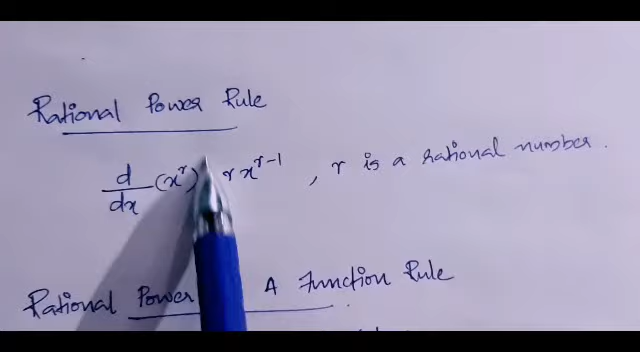 Rational Power Rule
d/dx (x^r) r x^{r-1} , r is a rational number.
Rational Power A Function Rule